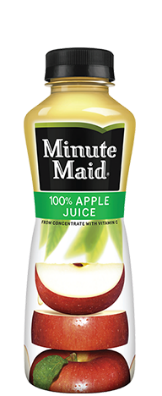 Minute
Maid
100% APPLE
JUICE
FROM CONCENTRATE WITH VITAMIN C